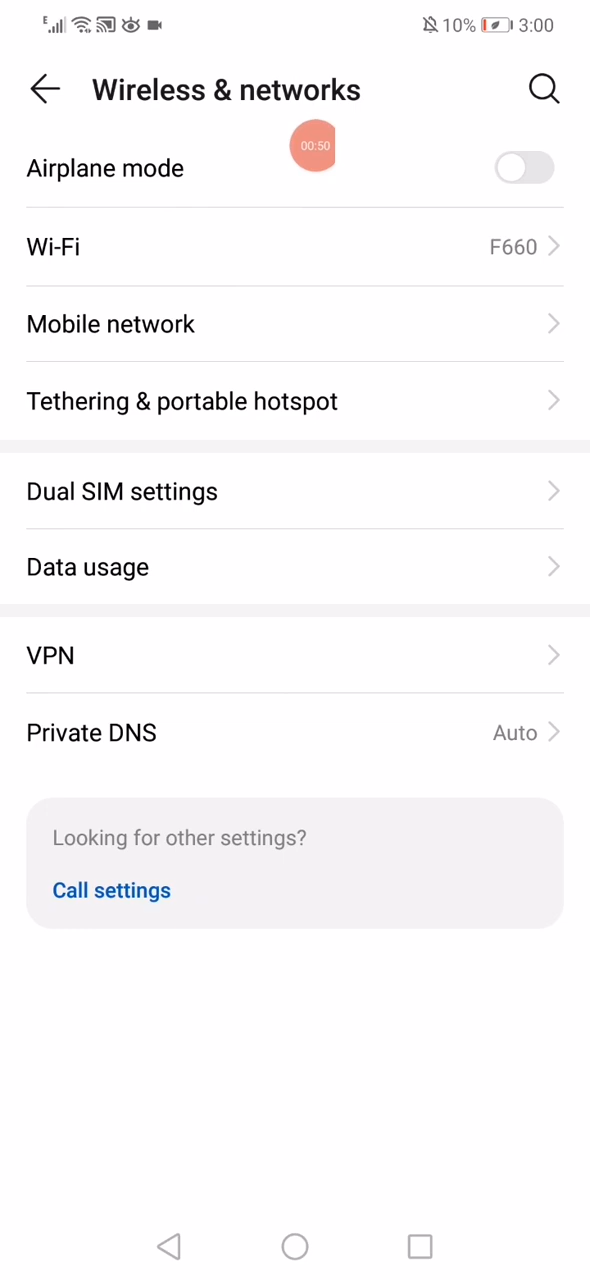 E 10% 3:00
Wireless & networks
00:50
Airplane mode
Wi-Fi F660
Mobile network
Tethering & portable hotspot
Dual SIM settings
Data usage
VPN
Private DNS Auto
Looking for other settings?
Call settings